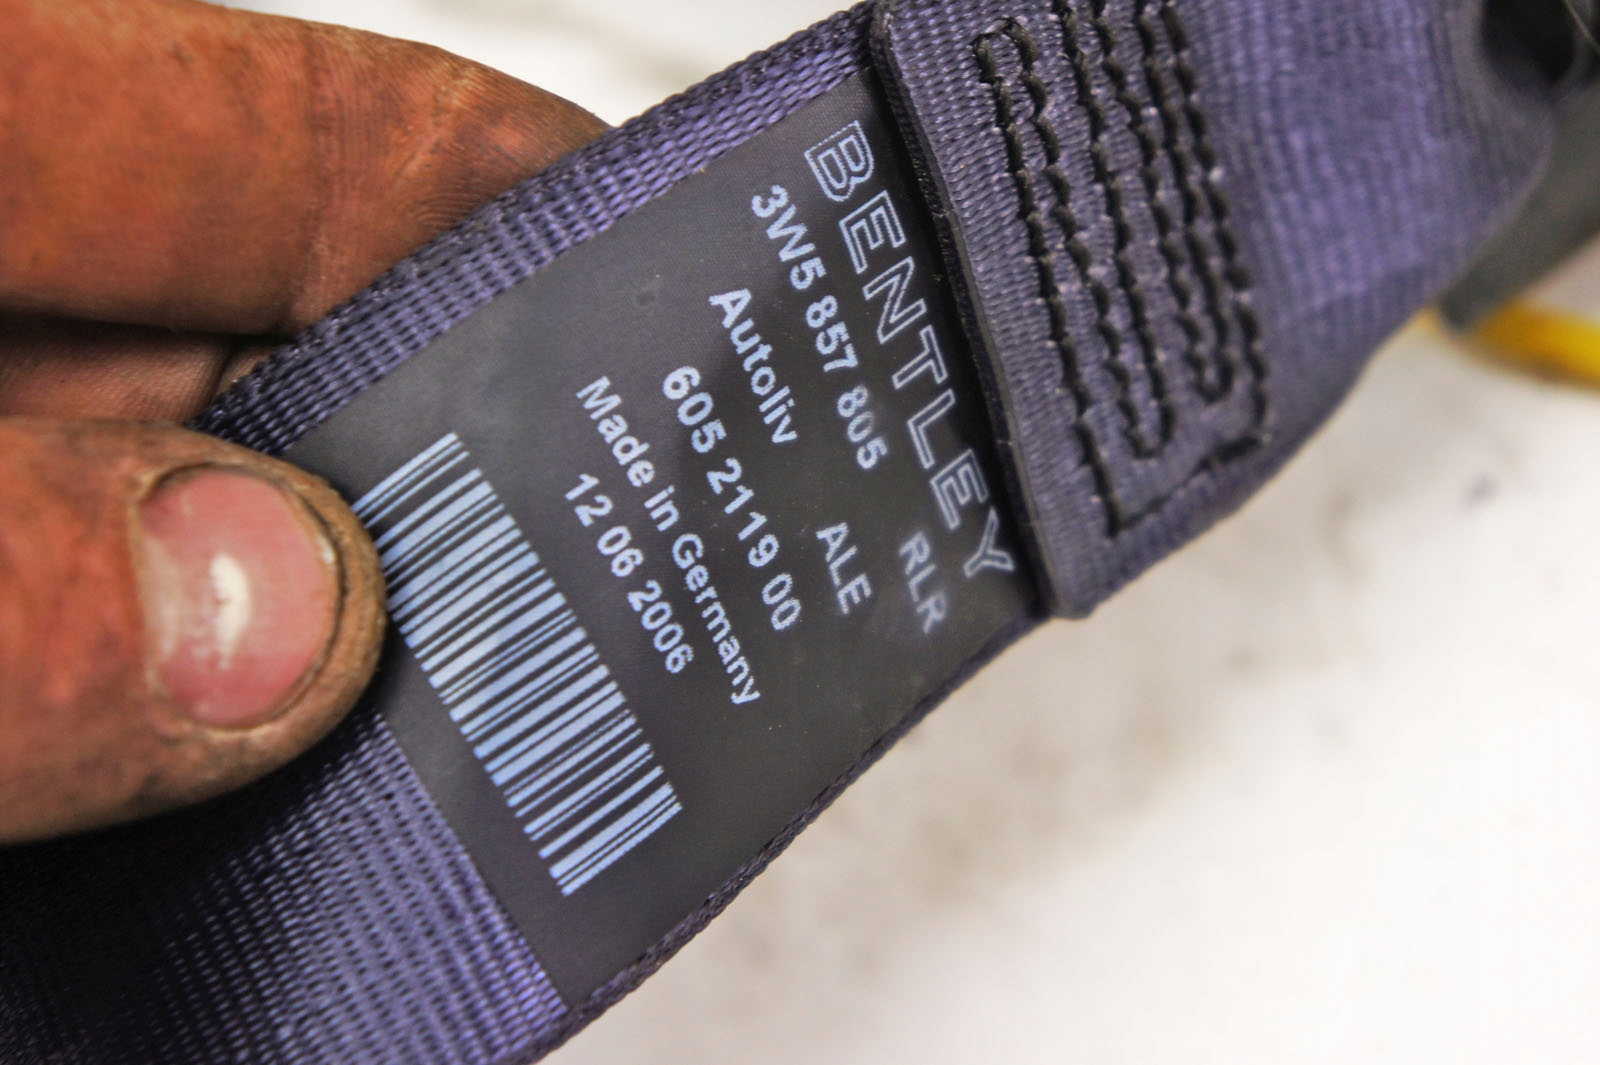 BENTLEY
3W5 857 805 RLR
Autoliv ALE
605 2119 00
Made in Germany
12 06 2006